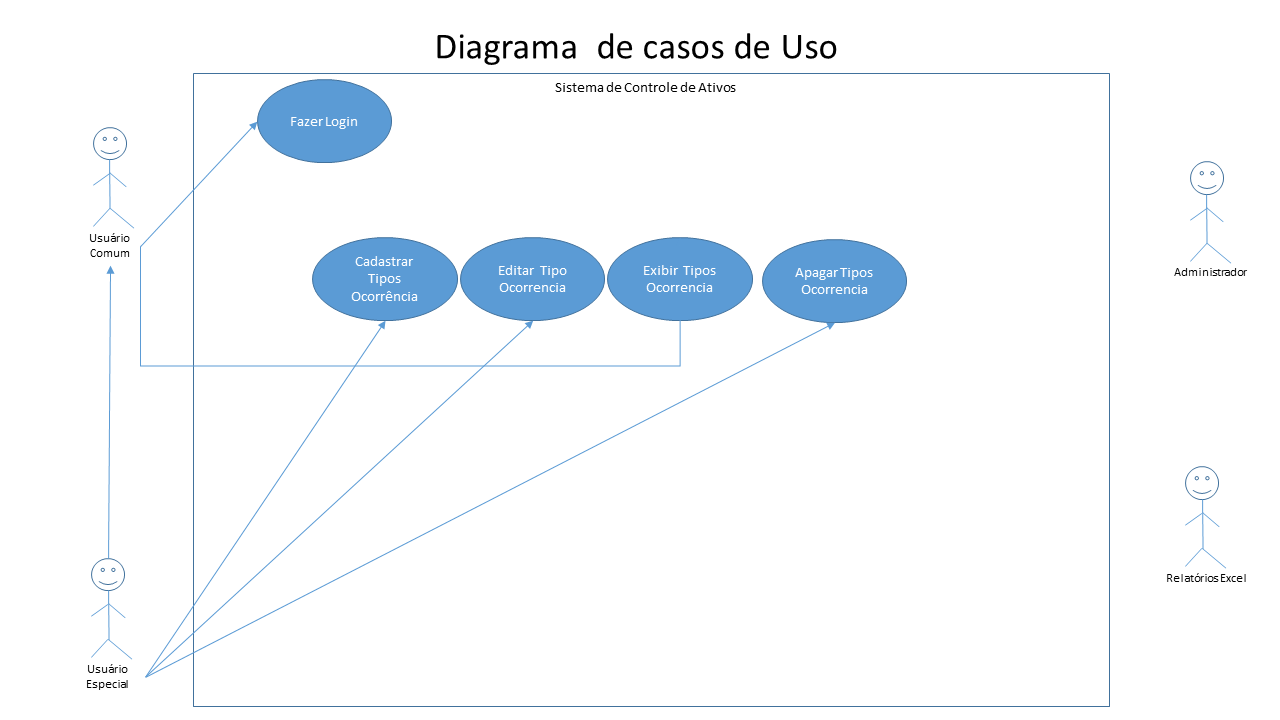 Diagrama de casos de Uso
Sistema de Controle de Ativos
Fazer Login
Usuário
Comum
Administrador
Cadastrar
Tipos
Ocorrência
Editar Tipo
Ocorrencia
Exibir Tipos
Ocorrencia
Apagar Tipos
Ocorrencia
Relatórios Excel
Usuário
Especial